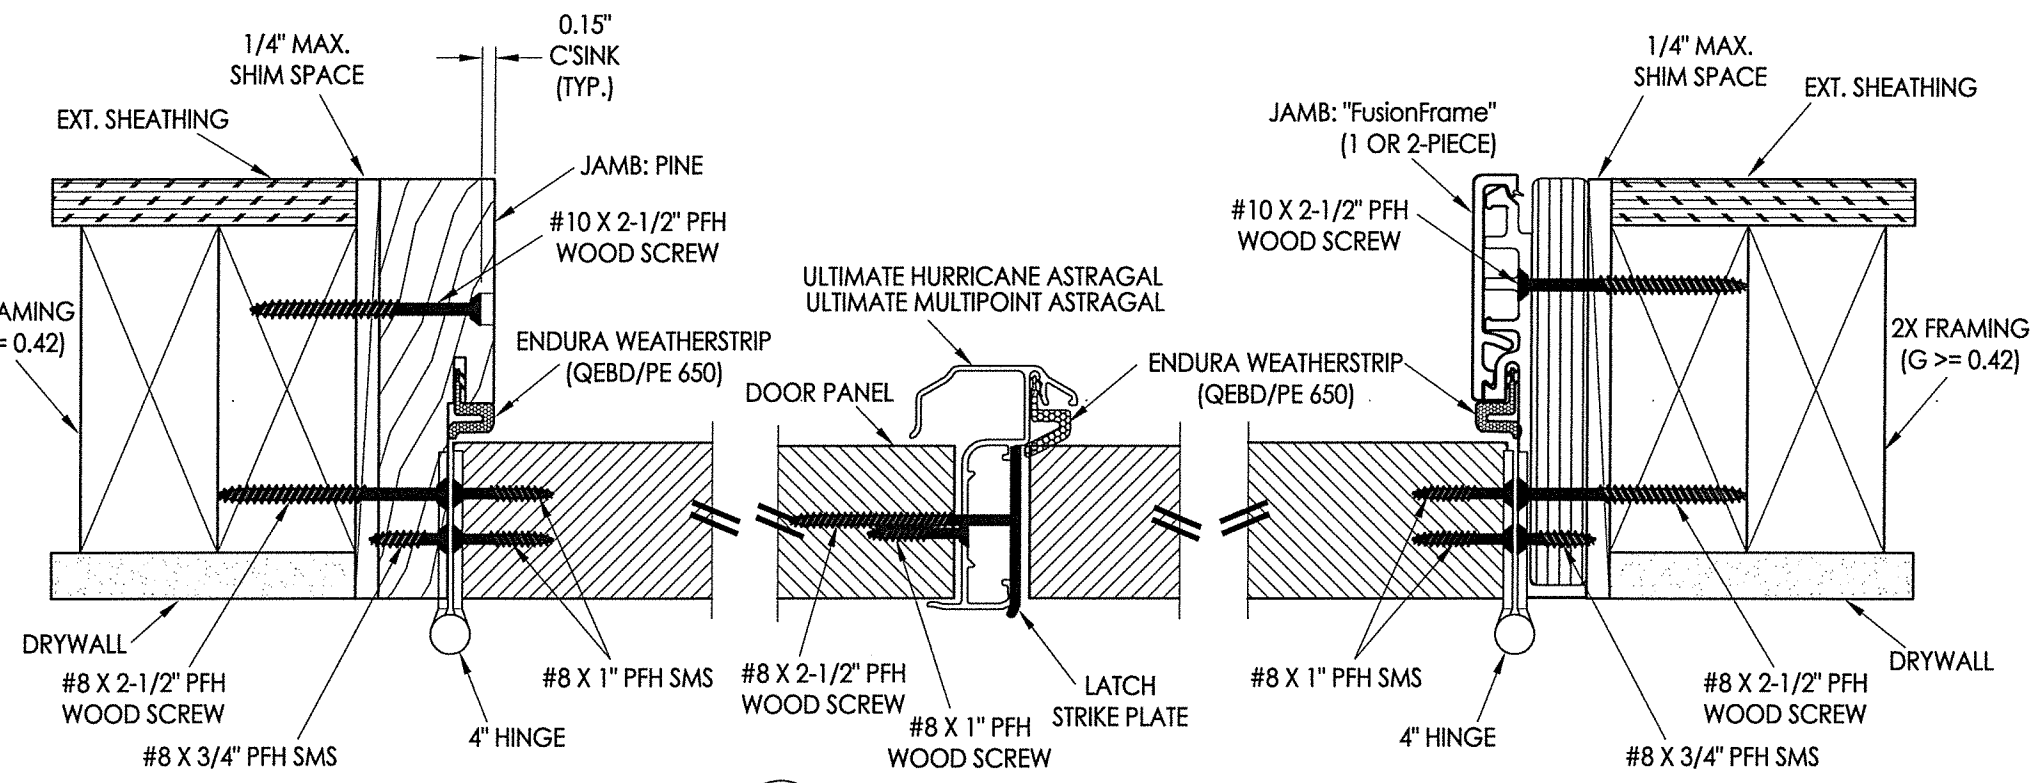 0.15"
C'SINK
(TYP.)
1/4" MAX.
SHIM SPACE
EXT. SHEATHING
JAMB: PINE
#10 X 2-1/2" PFH
WOOD SCREW
AMING
= 0.42)
ENDURA WEATHERSTRIP
(QEBD/PE 650)
DRYWALL
#8 X 2-1/2" PFH
WOOD SCREW
#8 X 3/4" PFH SMS
4" HINGE
#8 X 1" PFH SMS
ULTIMATE HURRICANE ASTRAGAL
ULTIMATE MULTIPOINT ASTRAGAL
DOOR PANEL
ENDURA WEATHERSTRIP
(QEBD/PE 650)
#8 X 2-1/2" PFH
WOOD SCREW
#8 X 1" PFH
WOOD SCREW
LATCH
STRIKE PLATE
1/4" MAX.
SHIM SPACE
EXT. SHEATHING
JAMB: "FusionFrame"
(1 OR 2-PIECE)
#10 X 2-1/2" PFH
WOOD SCREW
2X FRAMING
(G >= 0.42)
#8 X 1" PFH SMS
4" HINGE
DRYWALL
#8 X 2-1/2" PFH
WOOD SCREW
#8 X 3/4" PFH SMS